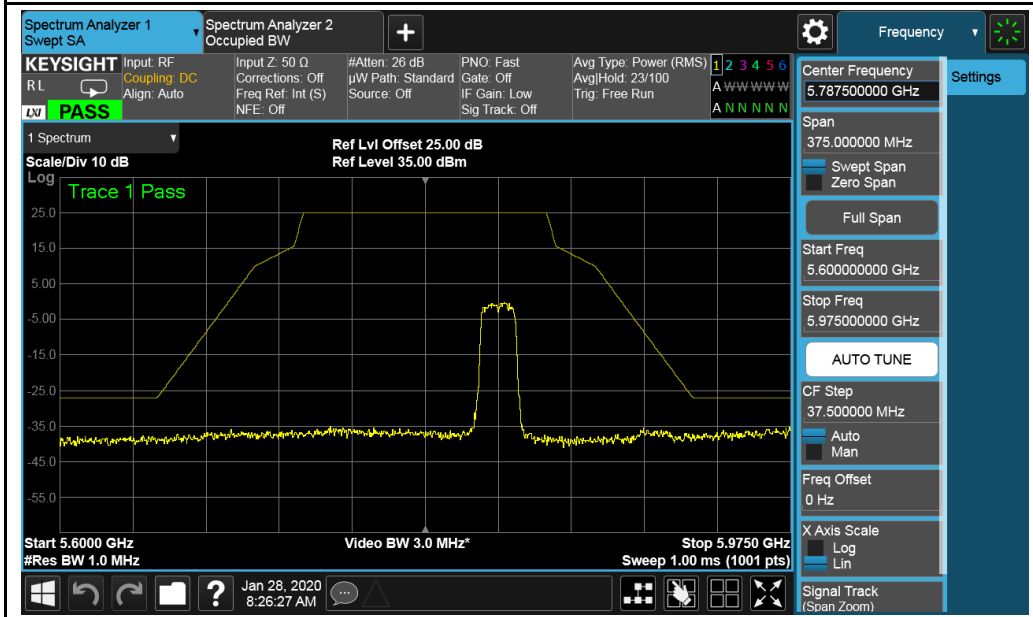 Spectrum Analyzer 1
Swept SA
Spectrum Analyzer 2
Occupied BW
Frequency
KEYSIGHT
RL
LXI
PASS
Input: RF
Coupling: DC
Align: Auto
Input Z: 50 Ω
Corrections: Off
Freq Ref: Int (S)
NFE: Off
#Atten: 26 dB
µW Path: Standard
Source: Off
PNO: Fast
Gate: Off
IF Gain: Low
Sig Track: Off
Avg Type: Power (RMS)
Avg|Hold: 23/100
Trig: Free Run
1 2 3 4 5 6
A W W W W W
A N N N N N
1 Spectrum
Scale/Div 10 dB
Ref Lvl Offset 25.00 dB
Ref Level 35.00 dBm
Log
Trace 1 Pass
25.0
15.0
5.00
-5.00
-15.0
-25.0
-35.0
-45.0
-55.0
Start 5.6000 GHz
#Res BW 1.0 MHz
Video BW 3.0 MHz*
Stop 5.9750 GHz
Sweep 1.00 ms (1001 pts)
Jan 28, 2020
8:26:27 AM
Center Frequency
5.787500000 GHz
Span
375.000000 MHz
Swept Span
Zero Span
Full Span
Start Freq
5.600000000 GHz
Stop Freq
5.975000000 GHz
AUTO TUNE
CF Step
37.500000 MHz
Auto
Man
Freq Offset
0 Hz
X Axis Scale
Log
Lin
Signal Track
(Span Zoom)
Settings